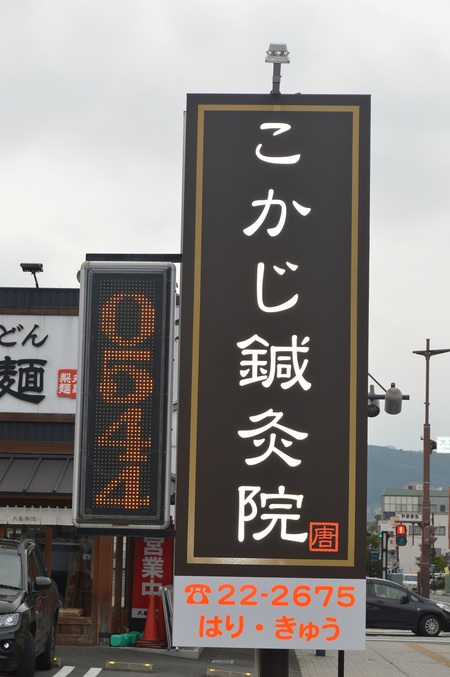 こかじ鍼灸院
唐
☎22-2675
はり・きゅう
0544
どん
麺
営業中